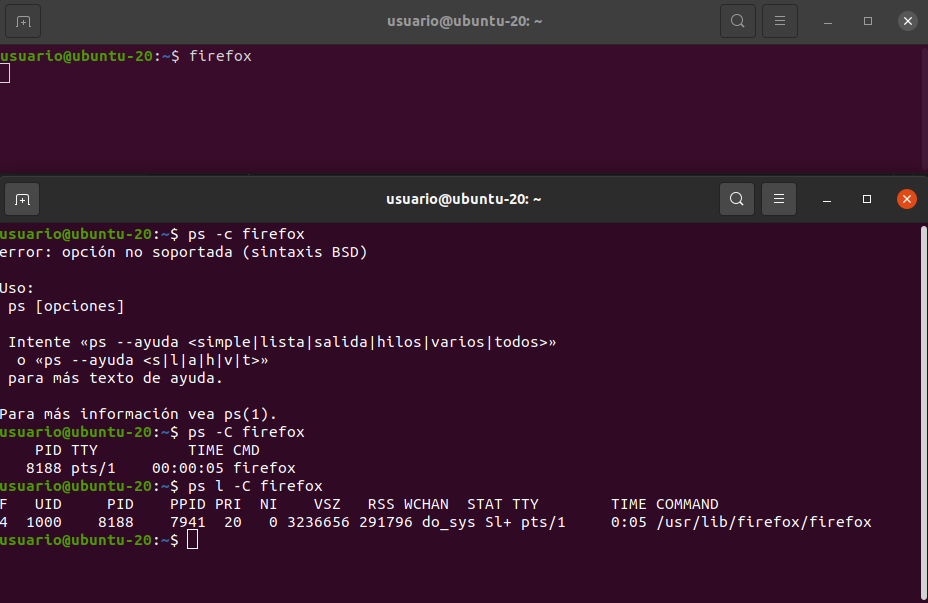 usuario@ubuntu-20: ~
usuario@ubuntu-20:~$ firefox
usuario@ubuntu-20: ~
usuario@ubuntu-20:~$ ps -c firefox
error: opción no soportada (sintaxis BSD)
Uso:
ps [opciones]
Intente «ps --ayuda <simple|lista|salida|hilos|varios|todos>»
o «ps --ayuda <s|l|a|h|v|t>»
para más texto de ayuda.
Para más información vea ps(1).
usuario@ubuntu-20:~$ ps -C firefox
PID TTY          TIME CMD
8188 pts/1    00:00:05 firefox
usuario@ubuntu-20:~$ ps l -C firefox
F   UID     PID    PPID PRI  NI    VSZ   RSS WCHAN  STAT TTY        TIME COMMAND
4  1000    8188    7941  20   0 3236656 291796 do_sys Sl+ pts/1     0:05 /usr/lib/firefox/firefox
usuario@ubuntu-20:~$